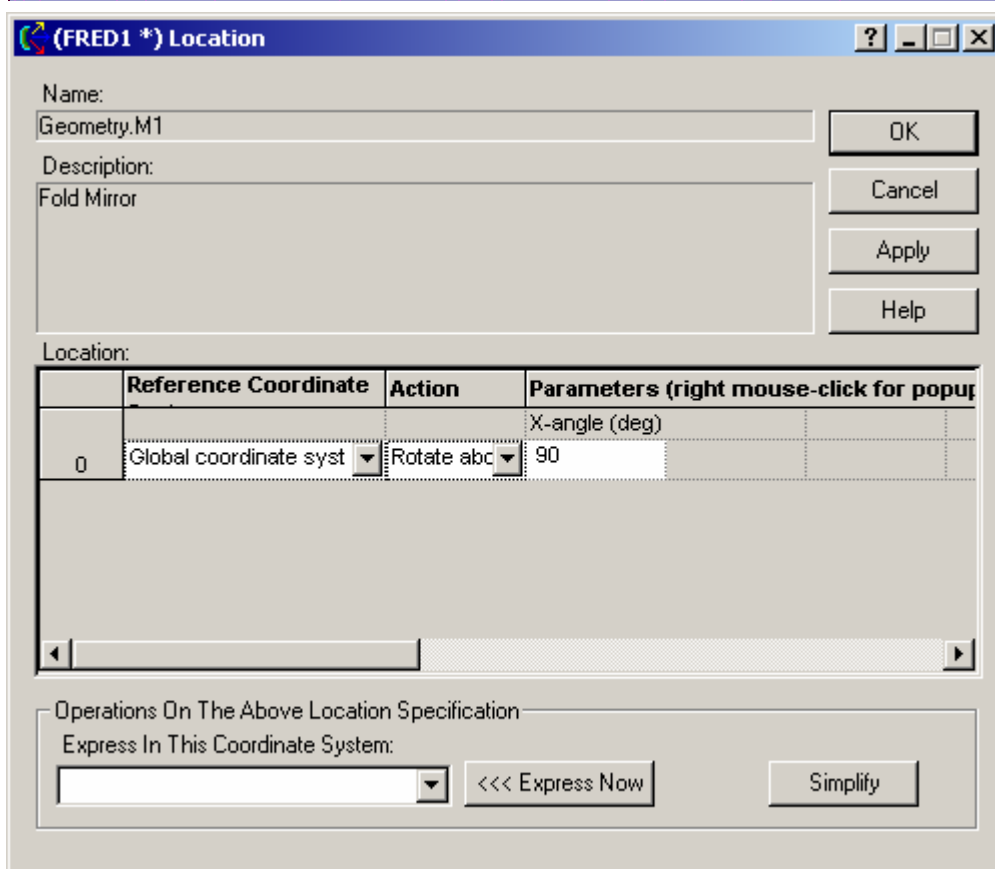 (FRED1 *) Location
Name:
Geometry.M1
OK
Description:
Fold Mirror
Cancel
Apply
Help
Location:
Reference Coordinate Action Parameters (right mouse-click for popup
X-angle (deg)
0 Global coordinate syst Rotate abo 90
Operations On The Above Location Specification
Express In This Coordinate System:
<<< Express Now Simplify